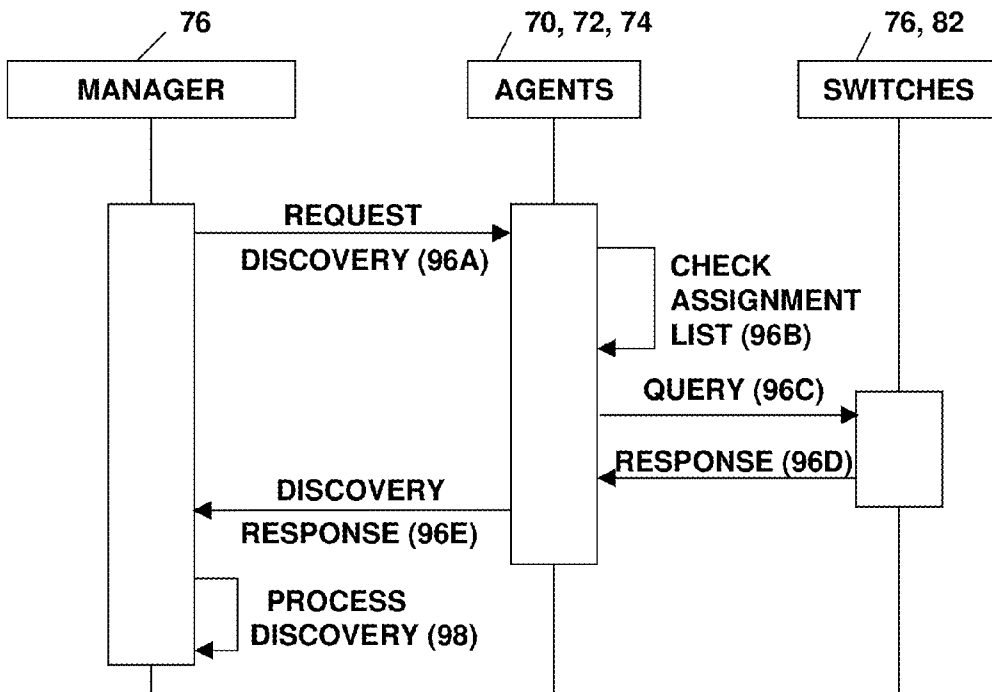 76
70, 72, 74
76, 82
MANAGER
AGENTS
SWITCHES
REQUEST
DISCOVERY (96A)
CHECK
ASSIGNMENT
LIST (96B)
QUERY (96C)
RESPONSE (96D)
DISCOVERY
RESPONSE (96E)
PROCESS
DISCOVERY (98)